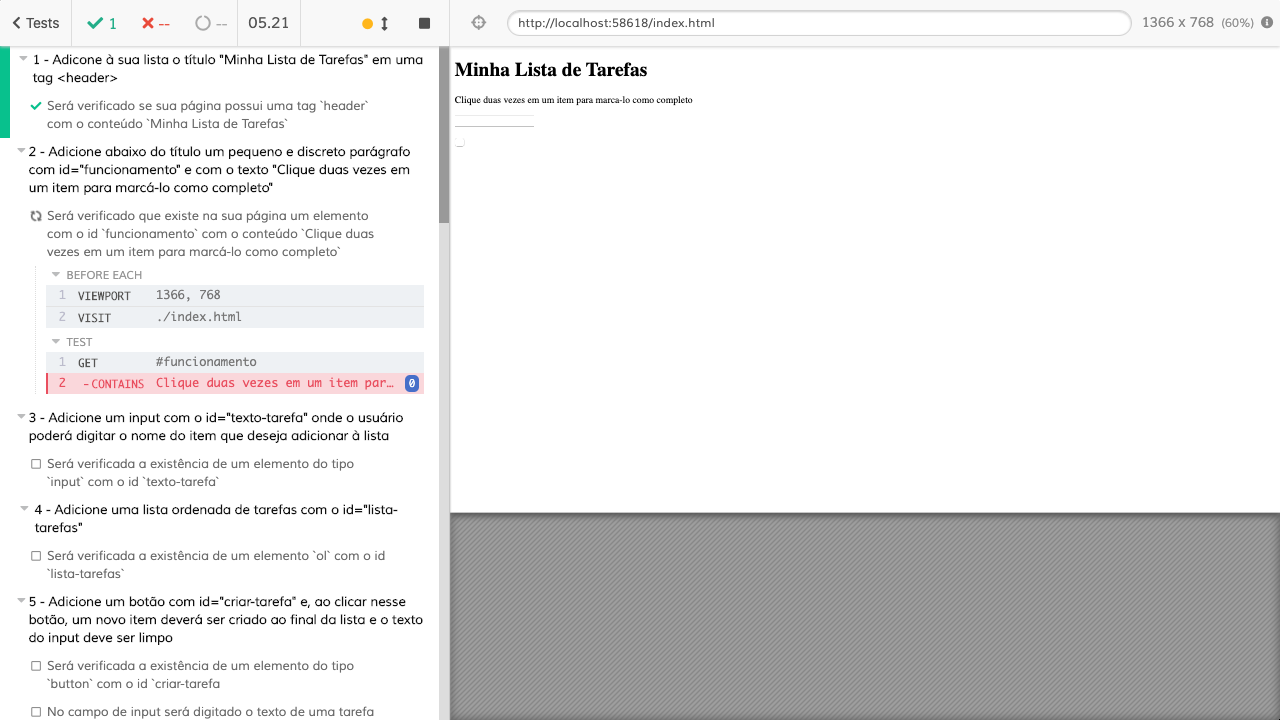 Tests
1
--
--
05.21
http://localhost:58618/index.html
1366 x 768 (60%)
1 - Adicone à sua lista o título "Minha Lista de Tarefas" em uma
tag <header>
Será verificado se sua página possui uma tag `header`
com o conteúdo `Minha Lista de Tarefas`
2 - Adicione abaixo do título um pequeno e discreto parágrafo
com id="funcionamento" e com o texto "Clique duas vezes em
um item para marcá-lo como completo"
Será verificado que existe na sua página um elemento
com o id `funcionamento` com o conteúdo `Clique duas
vezes em um item para marcá-lo como completo`
BEFORE EACH
1 VIEWPORT 1366, 768
2 VISIT ./index.html
TEST
1 GET #funcionamento
2 -CONTAINS Clique duas vezes em um item par… 0
3 - Adicione um input com o id="texto-tarefa" onde o usuário
poderá digitar o nome do item que deseja adicionar à lista
Será verificada a existência de um elemento do tipo
`input` com o id `texto-tarefa`
4 - Adicione uma lista ordenada de tarefas com o id="lista-
tarefas"
Será verificada a existência de um elemento `ol` com o id
`lista-tarefas`
5 - Adicione um botão com id="criar-tarefa" e, ao clicar nesse
botão, um novo item deverá ser criado ao final da lista e o texto
do input deve ser limpo
Será verificada a existência de um elemento do tipo
`button` com o id `criar-tarefa
No campo de input será digitado o texto de uma tarefa
Minha Lista de Tarefas
Clique duas vezes em um item para marca-lo como completo